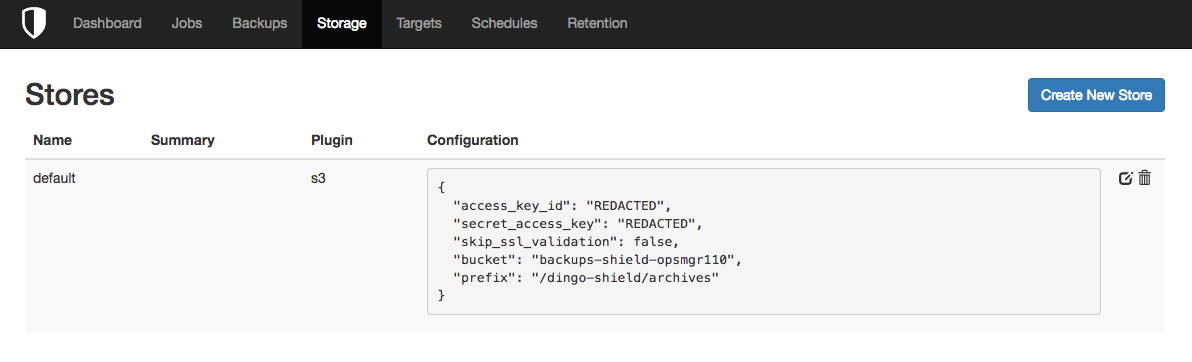 Dashboard Jobs Backups Storage Targets Schedules Retention
Stores
Create New Store
Name Summary Plugin Configuration
default s3
{
  "access_key_id": "REDACTED",
  "secret_access_key": "REDACTED",
  "skip_ssl_validation": false,
  "bucket": "backups-shield-opsmgr110",
  "prefix": "/dingo-shield/archives"
}